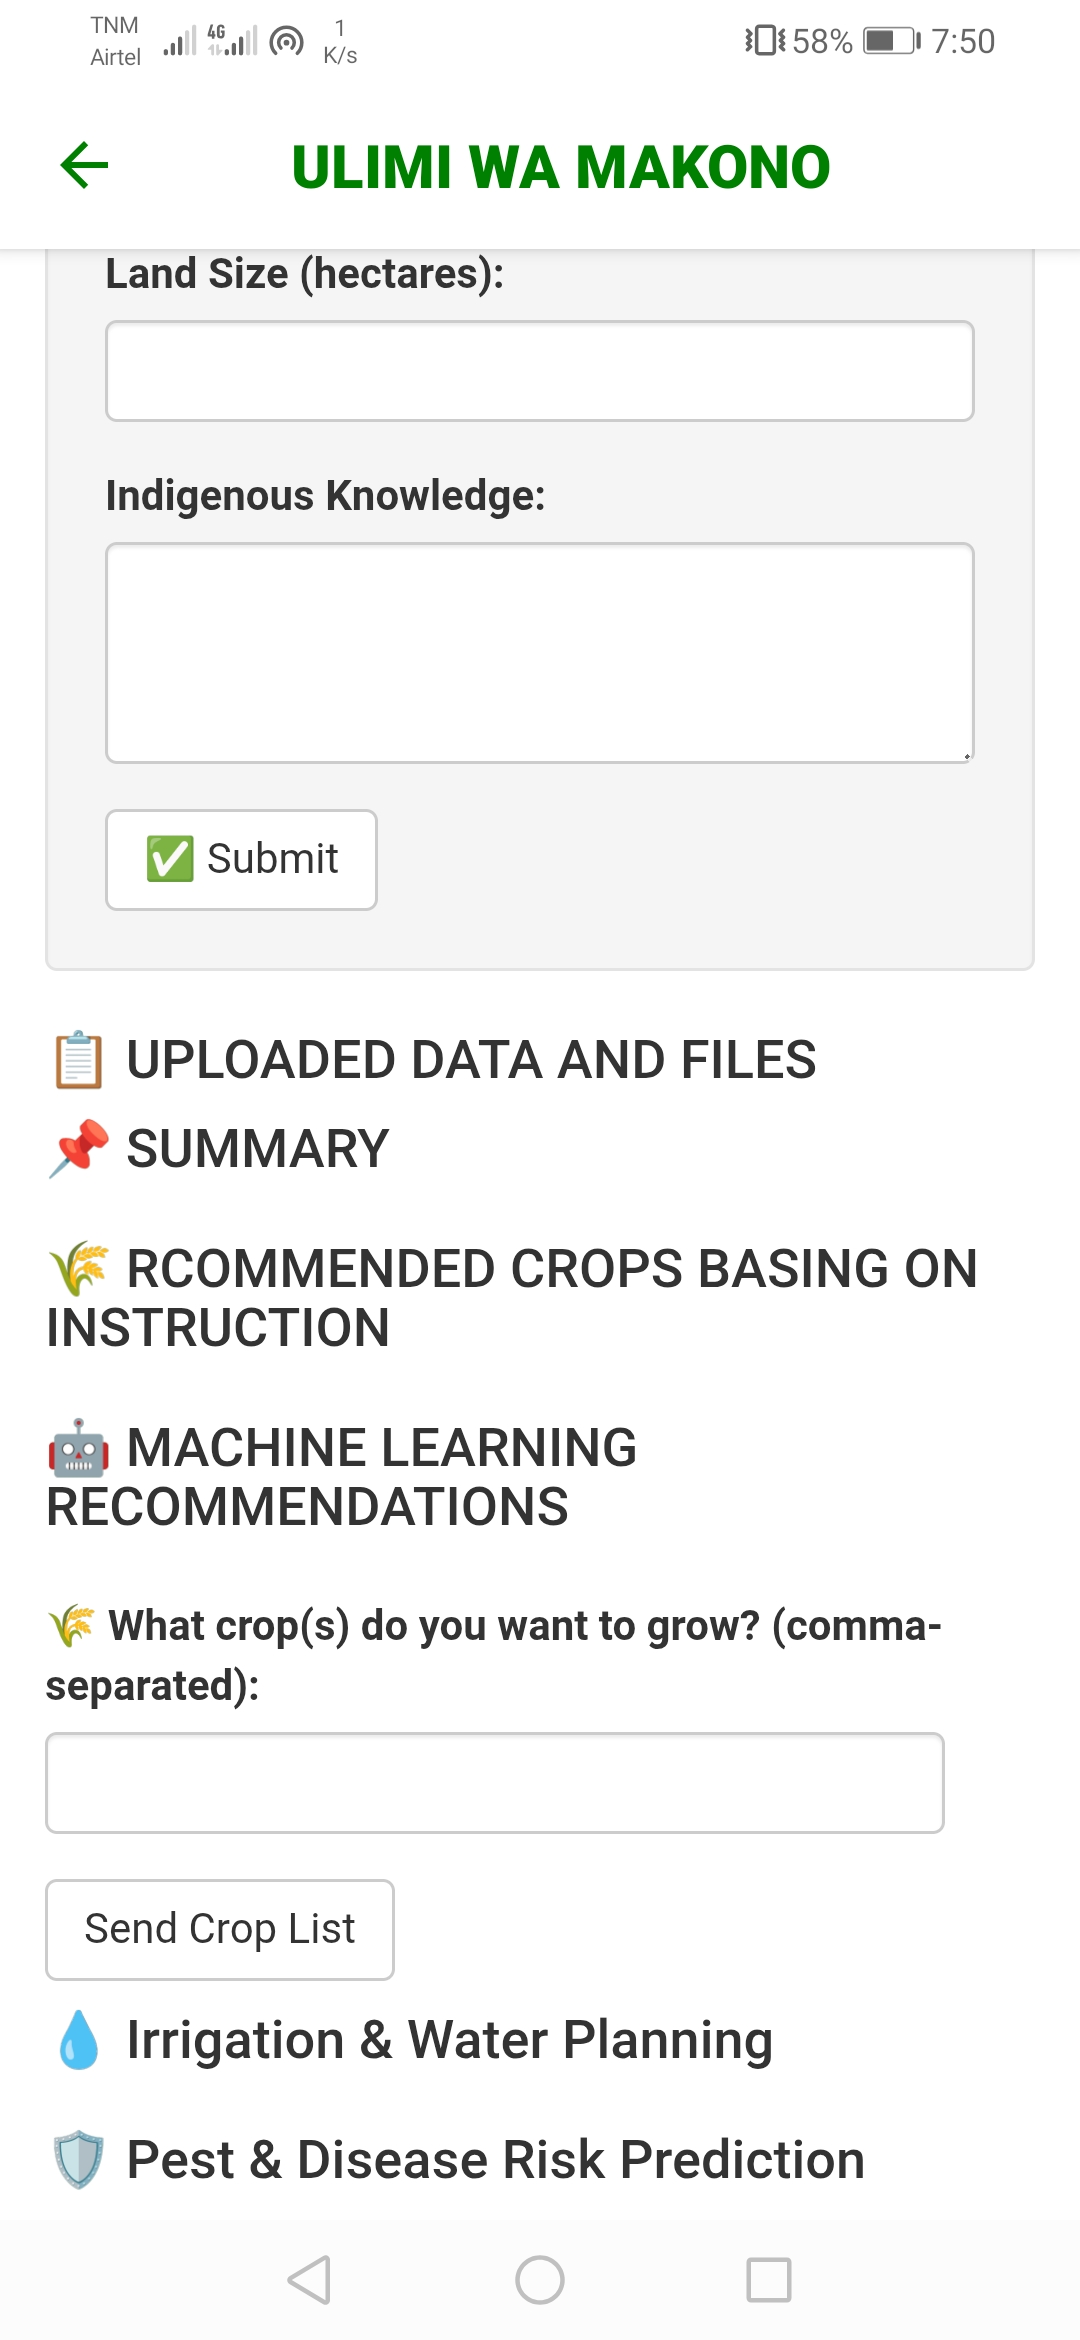 TNM
Airtel
4G
1
K/s
58%
7:50
ULIMI WA MAKONO
Land Size (hectares):
Indigenous Knowledge:
✅ Submit
📋 UPLOADED DATA AND FILES
📌 SUMMARY
🌾 RCOMMENDED CROPS BASING ON
INSTRUCTION
🤖 MACHINE LEARNING
RECOMMENDATIONS
🌾 What crop(s) do you want to grow? (comma-
separated):
Send Crop List
💧 Irrigation & Water Planning
🛡️ Pest & Disease Risk Prediction